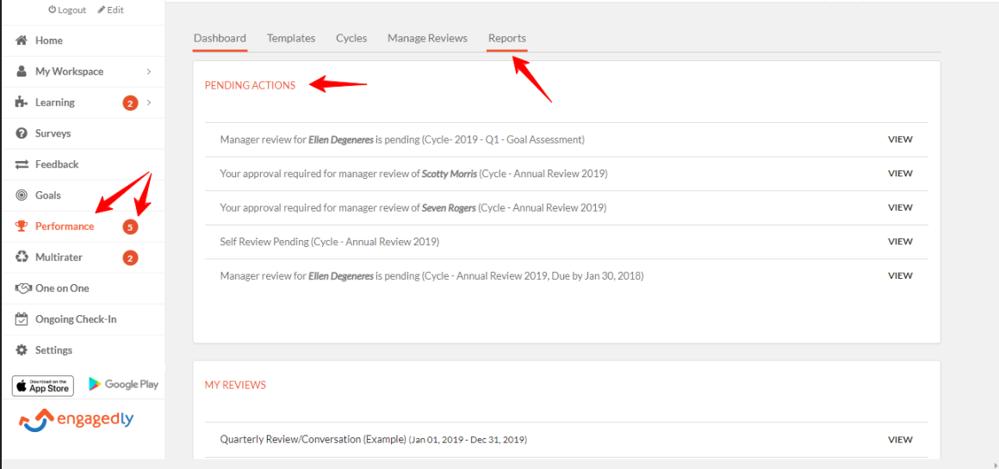 Logout Edit
Home
My Workspace
Learning 2
Surveys
Feedback
Goals
Performance 5
Multirater 2
One on One
Ongoing Check-In
Settings
Download on the
App Store
Google Play
engagedly
Dashboard Templates Cycles Manage Reviews Reports
PENDING ACTIONS
Manager review for Ellen Degeneres is pending (Cycle- 2019 - Q1 - Goal Assessment) VIEW
Your approval required for manager review of Scotty Morris (Cycle - Annual Review 2019) VIEW
Your approval required for manager review of Seven Rogers (Cycle - Annual Review 2019) VIEW
Self Review Pending (Cycle - Annual Review 2019) VIEW
Manager review for Ellen Degeneres is pending (Cycle - Annual Review 2019, Due by Jan 30, 2018) VIEW
MY REVIEWS
Quarterly Review/Conversation (Example) (Jan 01, 2019 - Dec 31, 2019) VIEW